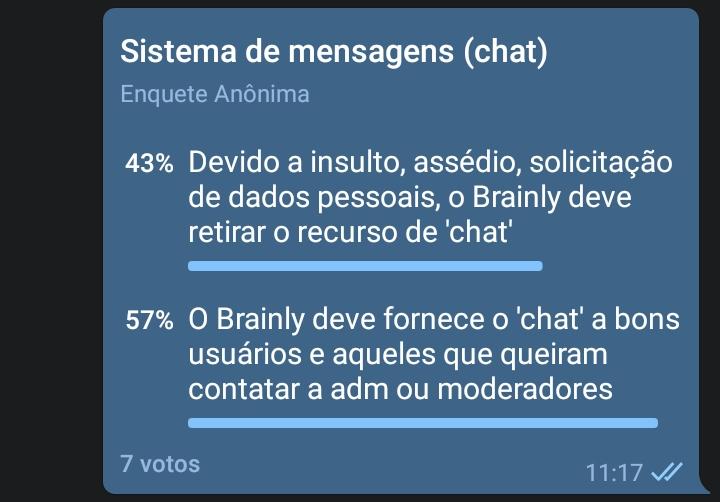 Sistema de mensagens (chat)
Enquete Anônima
43% Devido a insulto, assédio, solicitação
de dados pessoais, o Brainly deve
retirar o recurso de 'chat'
57% O Brainly deve fornece o 'chat' a bons
usuários e aqueles que queiram
contatar a adm ou moderadores
7 votos
11:17